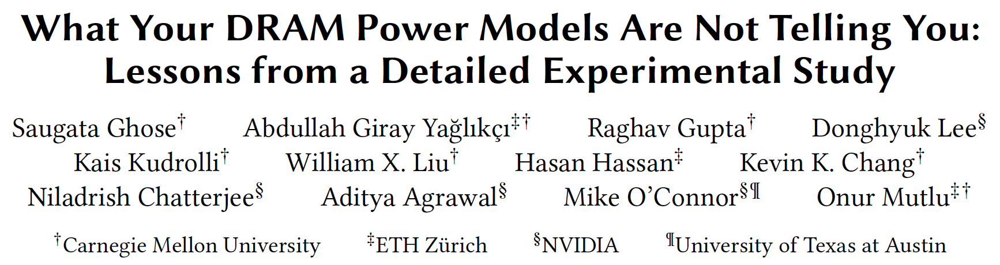 What Your DRAM Power Models Are Not Telling You:
Lessons from a Detailed Experimental Study
Saugata Ghose† Abdullah Giray Yağlıkçı‡† Raghav Gupta† Donghyuk Lee§
Kais Kudrolli† William X. Liu† Hasan Hassan‡ Kevin K. Chang†
Niladrish Chatterjee§ Aditya Agrawal§ Mike O’Connor§¶ Onur Mutlu‡†
†Carnegie Mellon University ‡ETH Zürich §NVIDIA ¶University of Texas at Austin